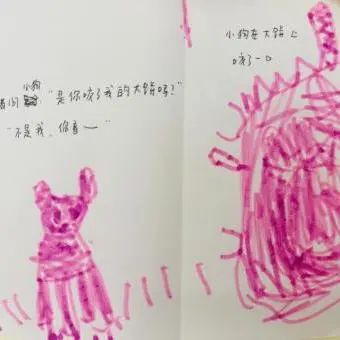 小狗
问：“是你咬了我的大饼吗？”
“不是我，你看—
小狗在大饼上
咬了一口